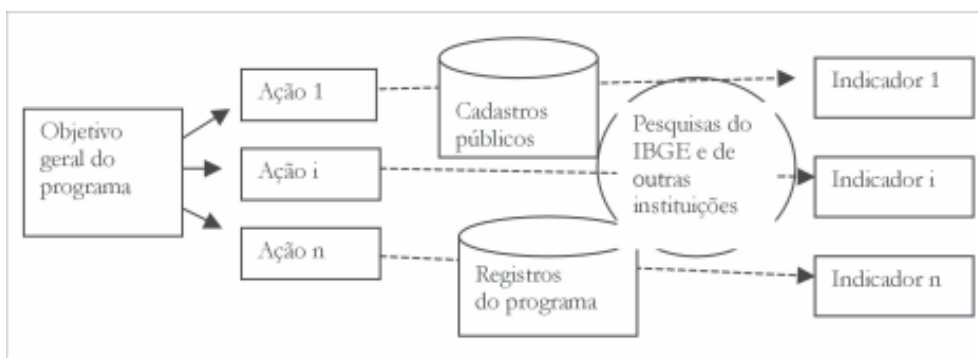 Objetivo
geral do
programa
Ação 1
Ação i
Ação n
Cadastros
públicos
Registros
do programa
Pesquisas do
IBGE e de
outras
instituições
Indicador 1
Indicador i
Indicador n